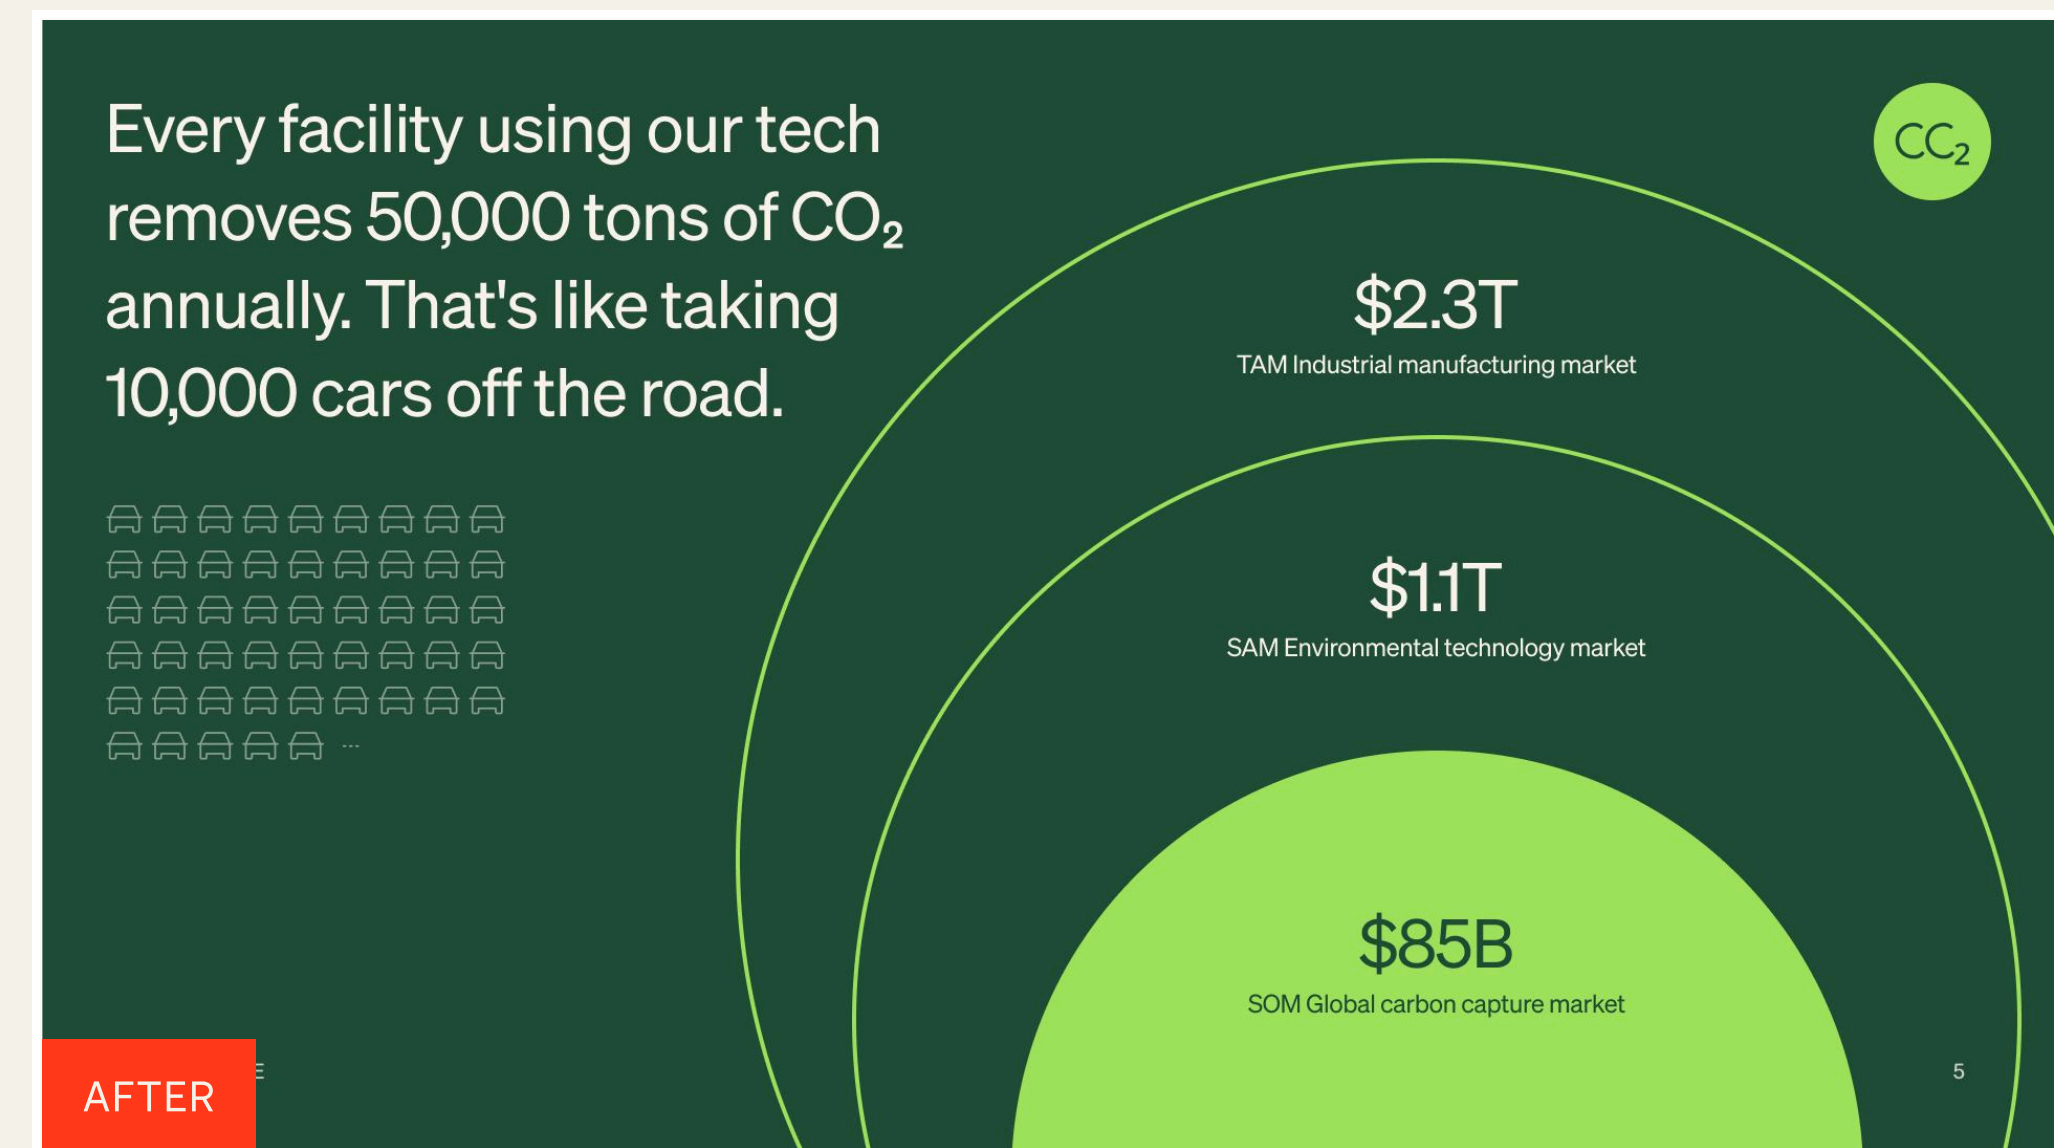 Every facility using our tech
removes 50,000 tons of CO₂
annually. That's like taking
10,000 cars off the road.
...
CC₂
$2.3T
TAM Industrial manufacturing market
$1.1T
SAM Environmental technology market
$85B
SOM Global carbon capture market
AFTER
5